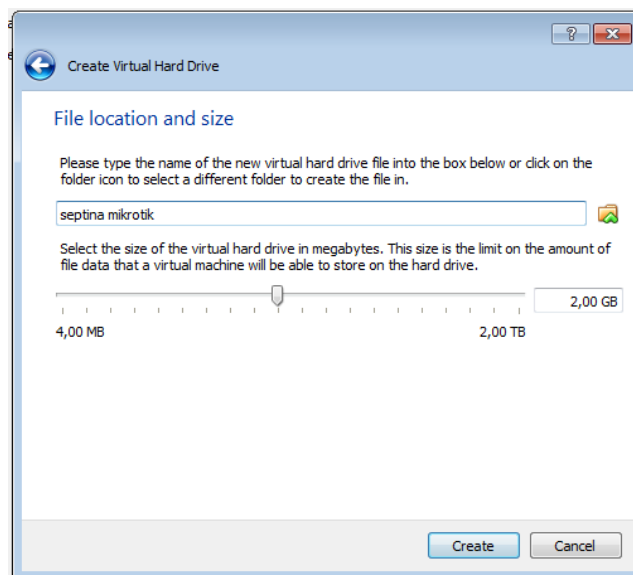 ?
Create Virtual Hard Drive
File location and size
Please type the name of the new virtual hard drive file into the box below or click on the
folder icon to select a different folder to create the file in.
septina mikrotik
Select the size of the virtual hard drive in megabytes. This size is the limit on the amount of
file data that a virtual machine will be able to store on the hard drive.
2,00 GB
4,00 MB 2,00 TB
Create Cancel